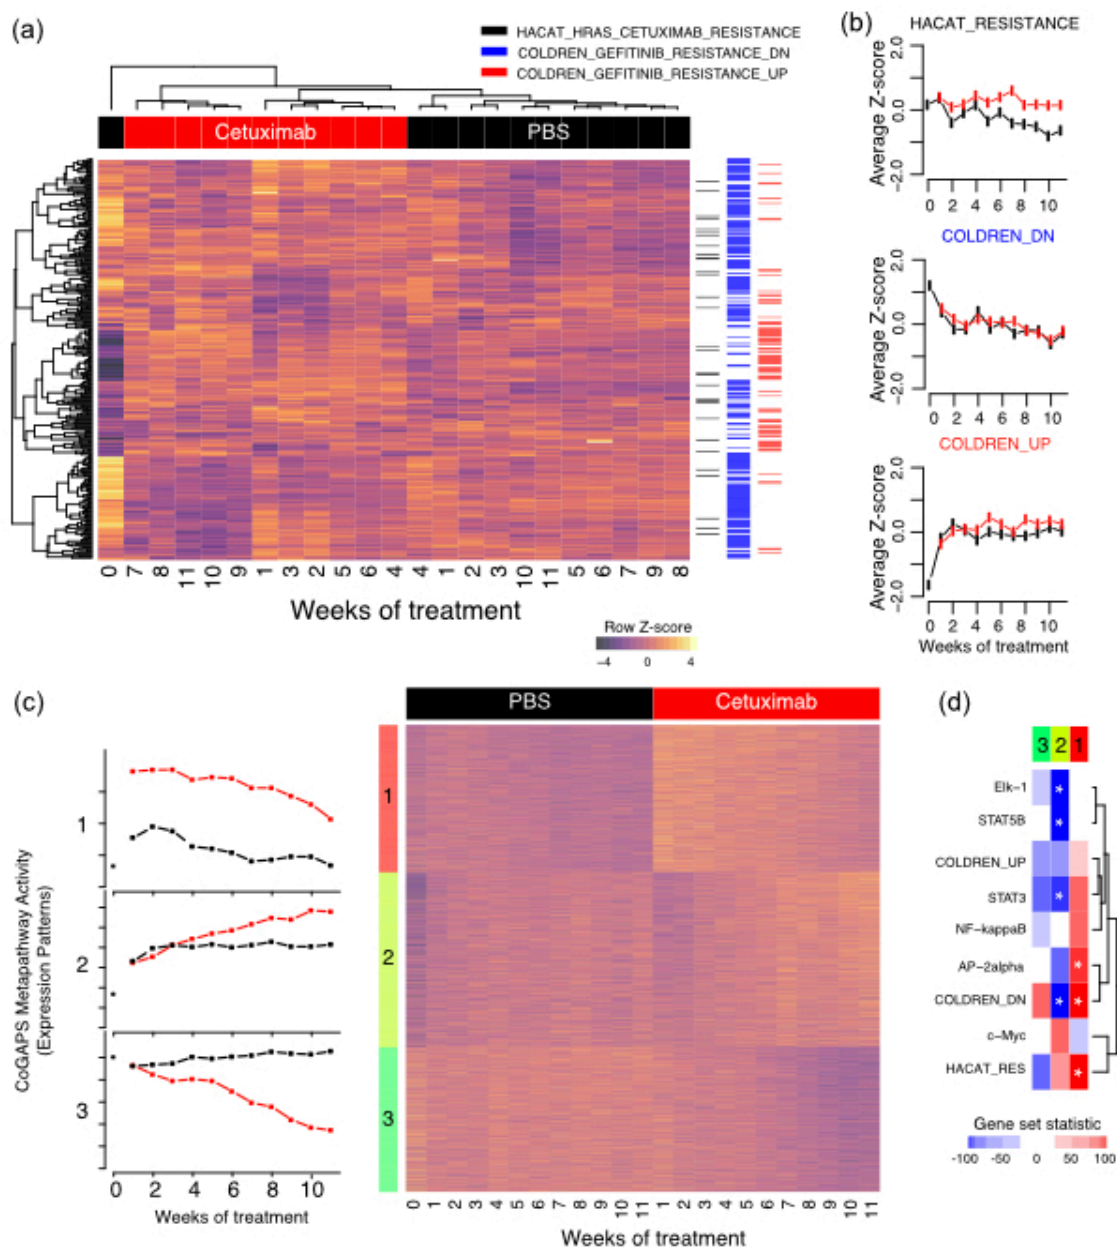 (a)
HACAT_HRAS_CETUXIMAB_RESISTANCE
COLDREN_GEFITINIB_RESISTANCE_DN
COLDREN_GEFITINIB_RESISTANCE_UP
Cetuximab PBS
0 7 8 11 10 9 1 3 2 5 6 4 4 1 2 3 10 11 5 6 7 9 8
Weeks of treatment
Row Z-score
-4 0 4
(b)
HACAT_RESISTANCE
Average Z-score
2.0
0.0
-2.0
0 2 4 6 8 10
COLDREN_DN
Average Z-score
2.0
0.0
-2.0
0 2 4 6 8 10
COLDREN_UP
Average Z-score
2.0
0.0
-2.0
0 2 4 6 8 10
Weeks of treatment
(c)
CoGAPS Metapathway Activity
(Expression Patterns)
1
2
3
0 2 4 6 8 10
Weeks of treatment
PBS Cetuximab
1
2
3
0 1 2 3 4 5 6 7 8 9 10 11 1 2 3 4 5 6 7 8 9 10 11
Weeks of treatment
(d)
3 2 1
Elk-1 *
STAT5B *
COLDREN_UP
STAT3 *
NF-kappaB
AP-2alpha *
COLDREN_DN * *
c-Myc
HACAT_RES *
Gene set statistic
-100 -50 0 50 100